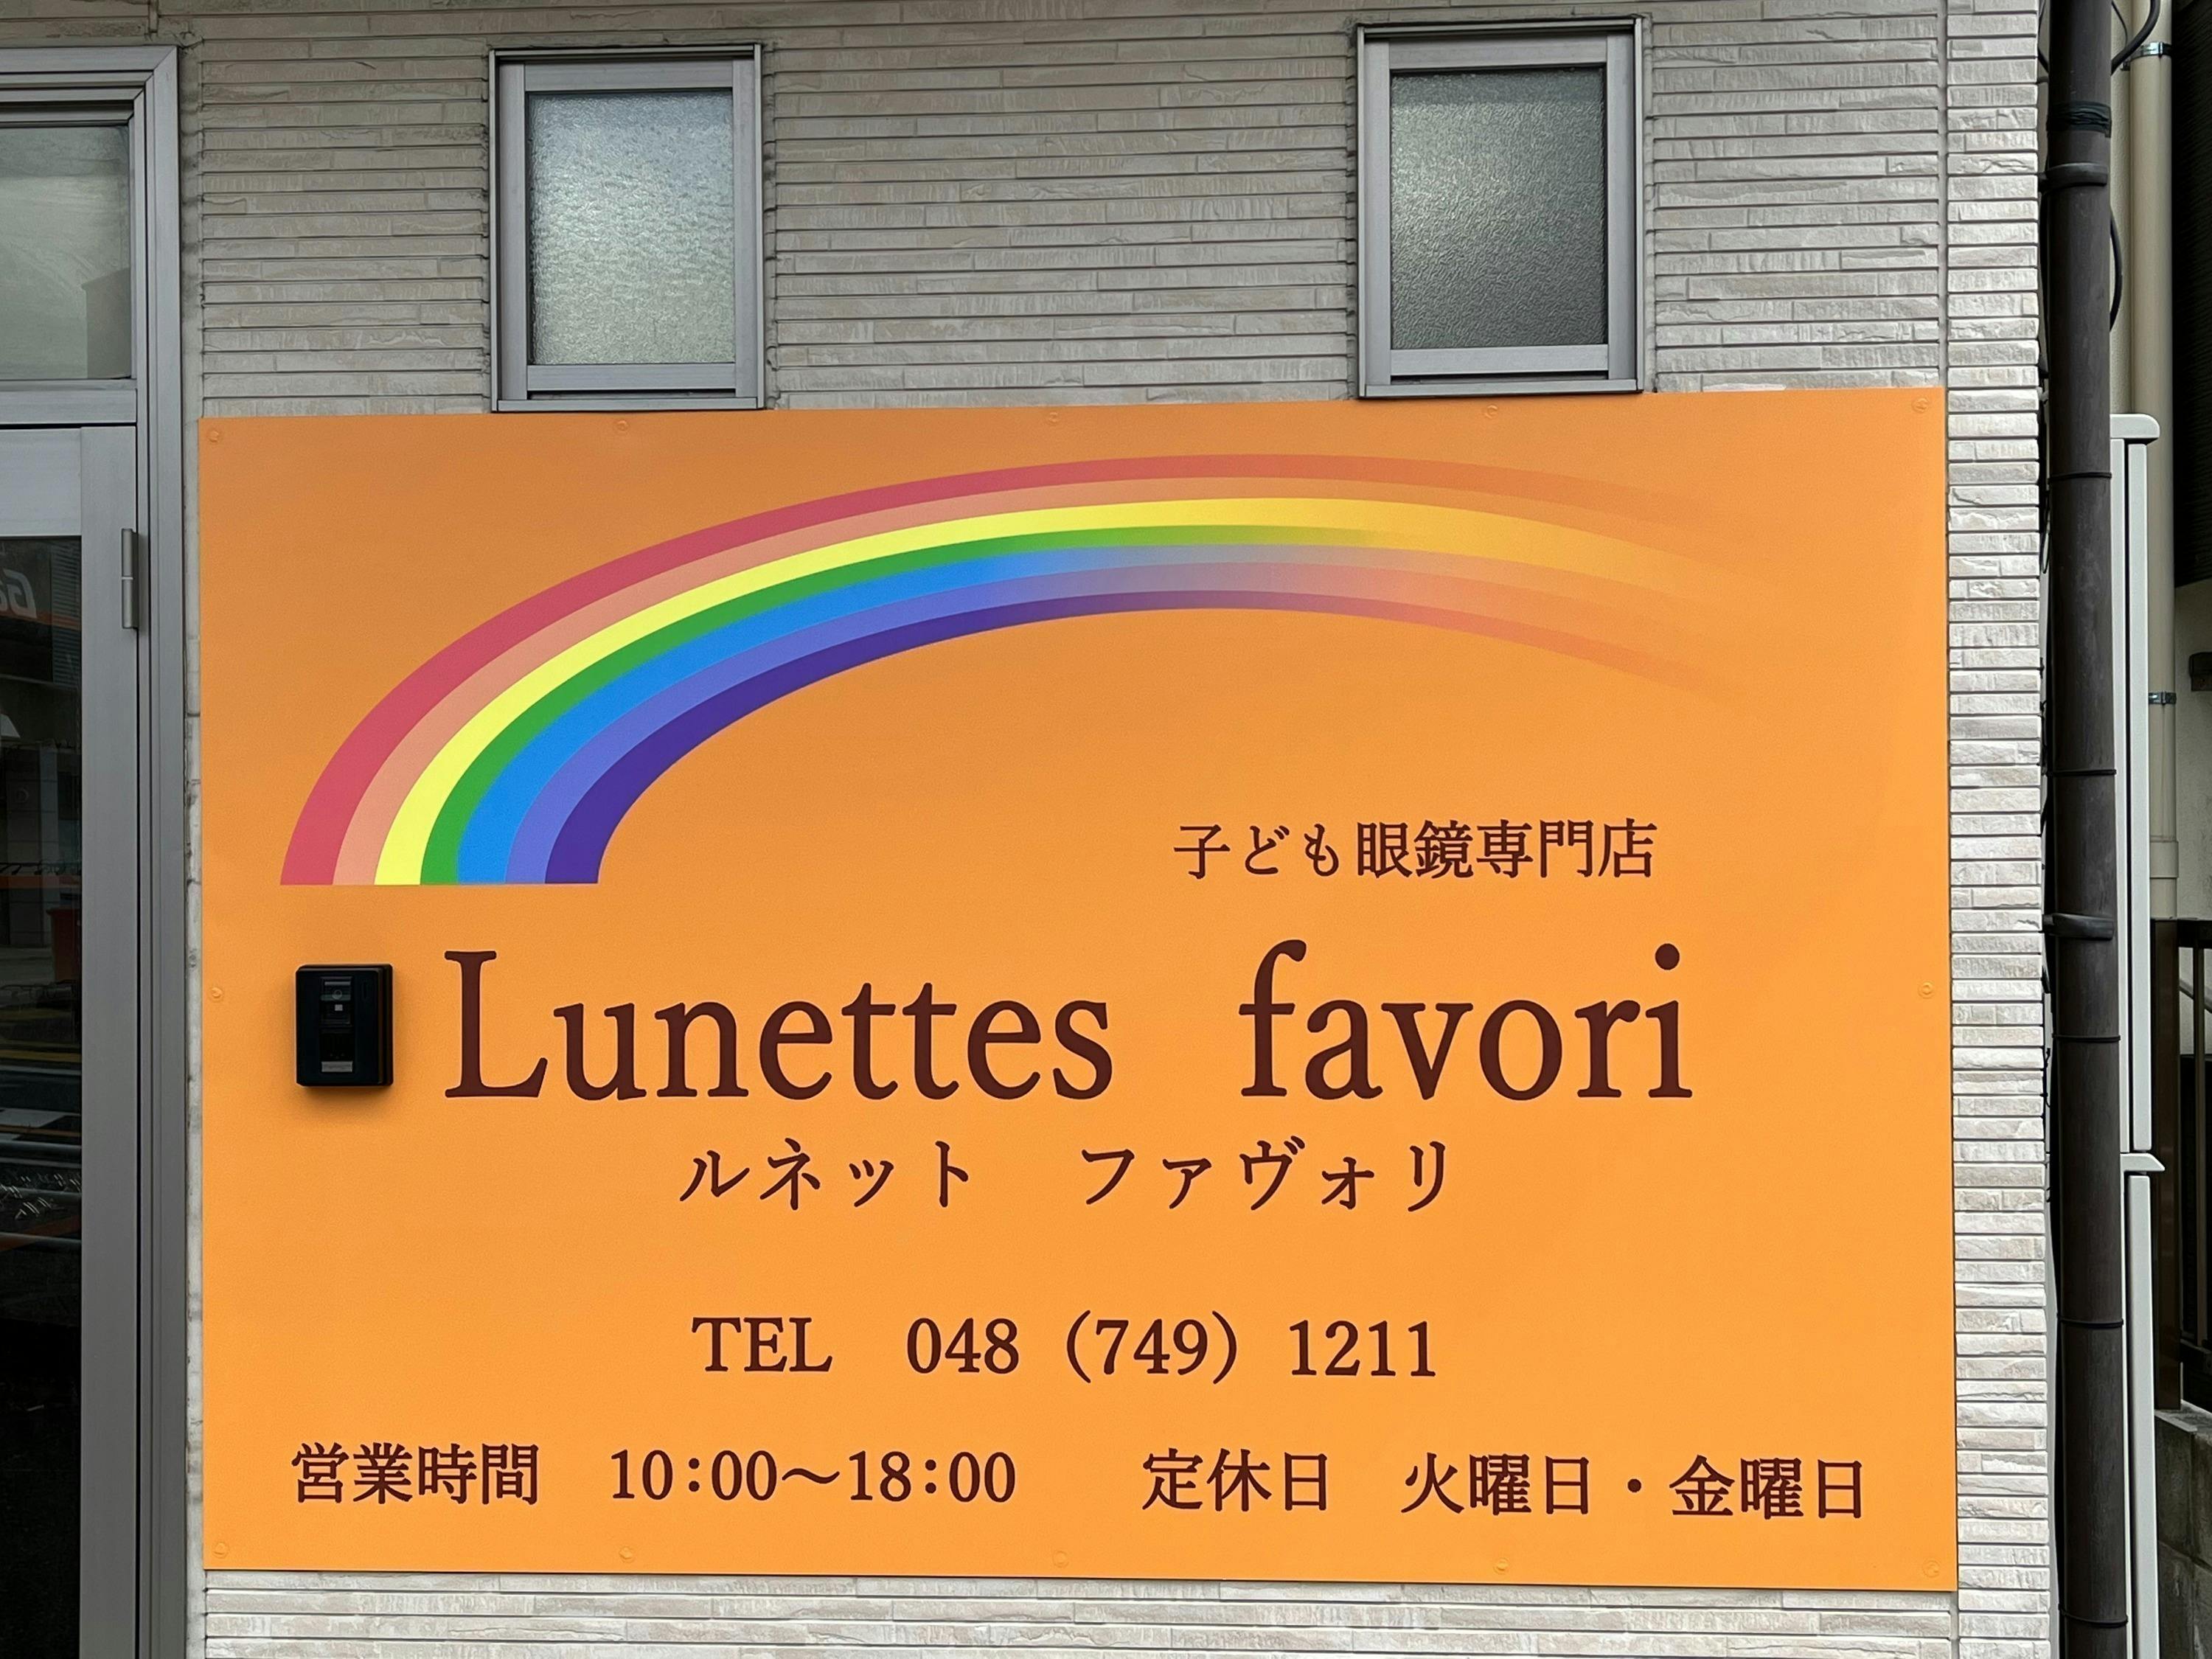 子ども眼鏡専門店
Lunettes favori
ルネット ファヴォリ
TEL 048（749）1211
営業時間 10:00～18:00 定休日 火曜日・金曜日